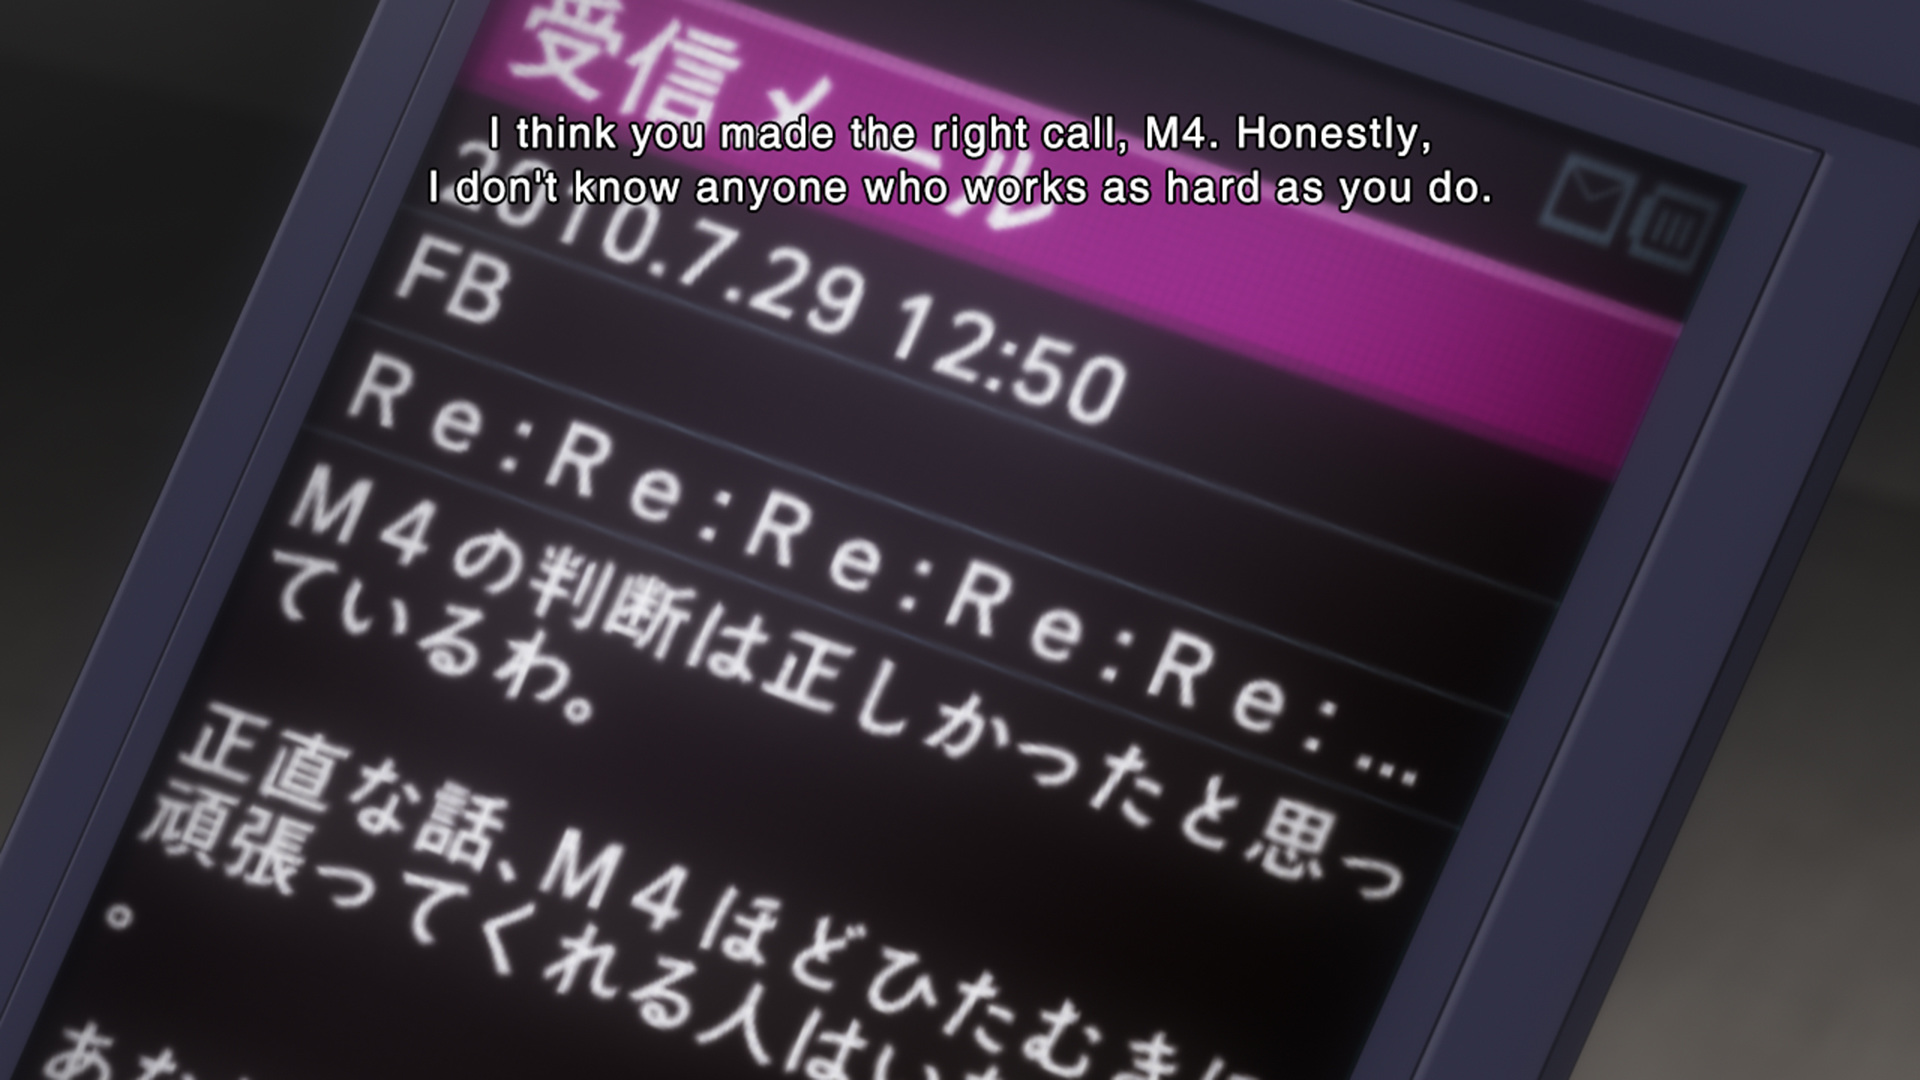 受信メール
I think you made the right call, M4. Honestly,
I don't know anyone who works as hard as you do.
2010.7.29 12:50
FB
Re:Re:Re:Re:Re:...
M4の判断は正しかったと思っ
ているわ。
正直な話、M4ほどひたむきに
頑張ってくれる人はい
。
あな